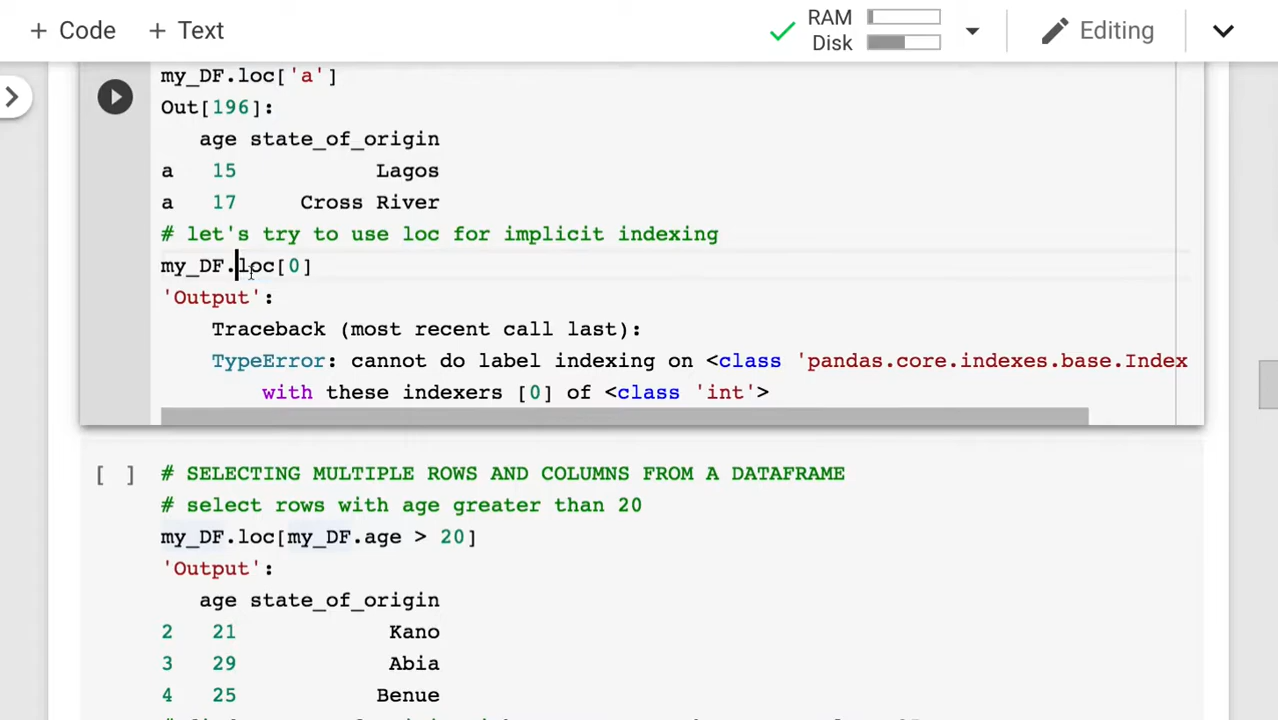 + Code + Text
RAM
Disk
Editing
my_DF.loc['a']
Out[196]:
age state_of_origin
a 15 Lagos
a 17 Cross River
# let's try to use loc for implicit indexing
my_DF.loc[0]
'Output':
Traceback (most recent call last):
TypeError: cannot do label indexing on <class 'pandas.core.indexes.base.Index
with these indexers [0] of <class 'int'>
[ ] # SELECTING MULTIPLE ROWS AND COLUMNS FROM A DATAFRAME
# select rows with age greater than 20
my_DF.loc[my_DF.age > 20]
'Output':
age state_of_origin
2 21 Kano
3 29 Abia
4 25 Benue